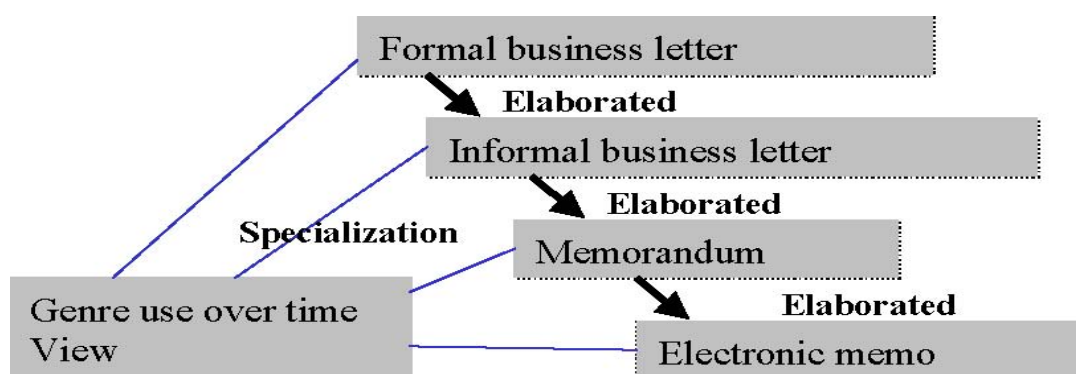 Formal business letter
Elaborated
Informal business letter
Elaborated
Specialization
Memorandum
Elaborated
Genre use over time
View
Electronic memo